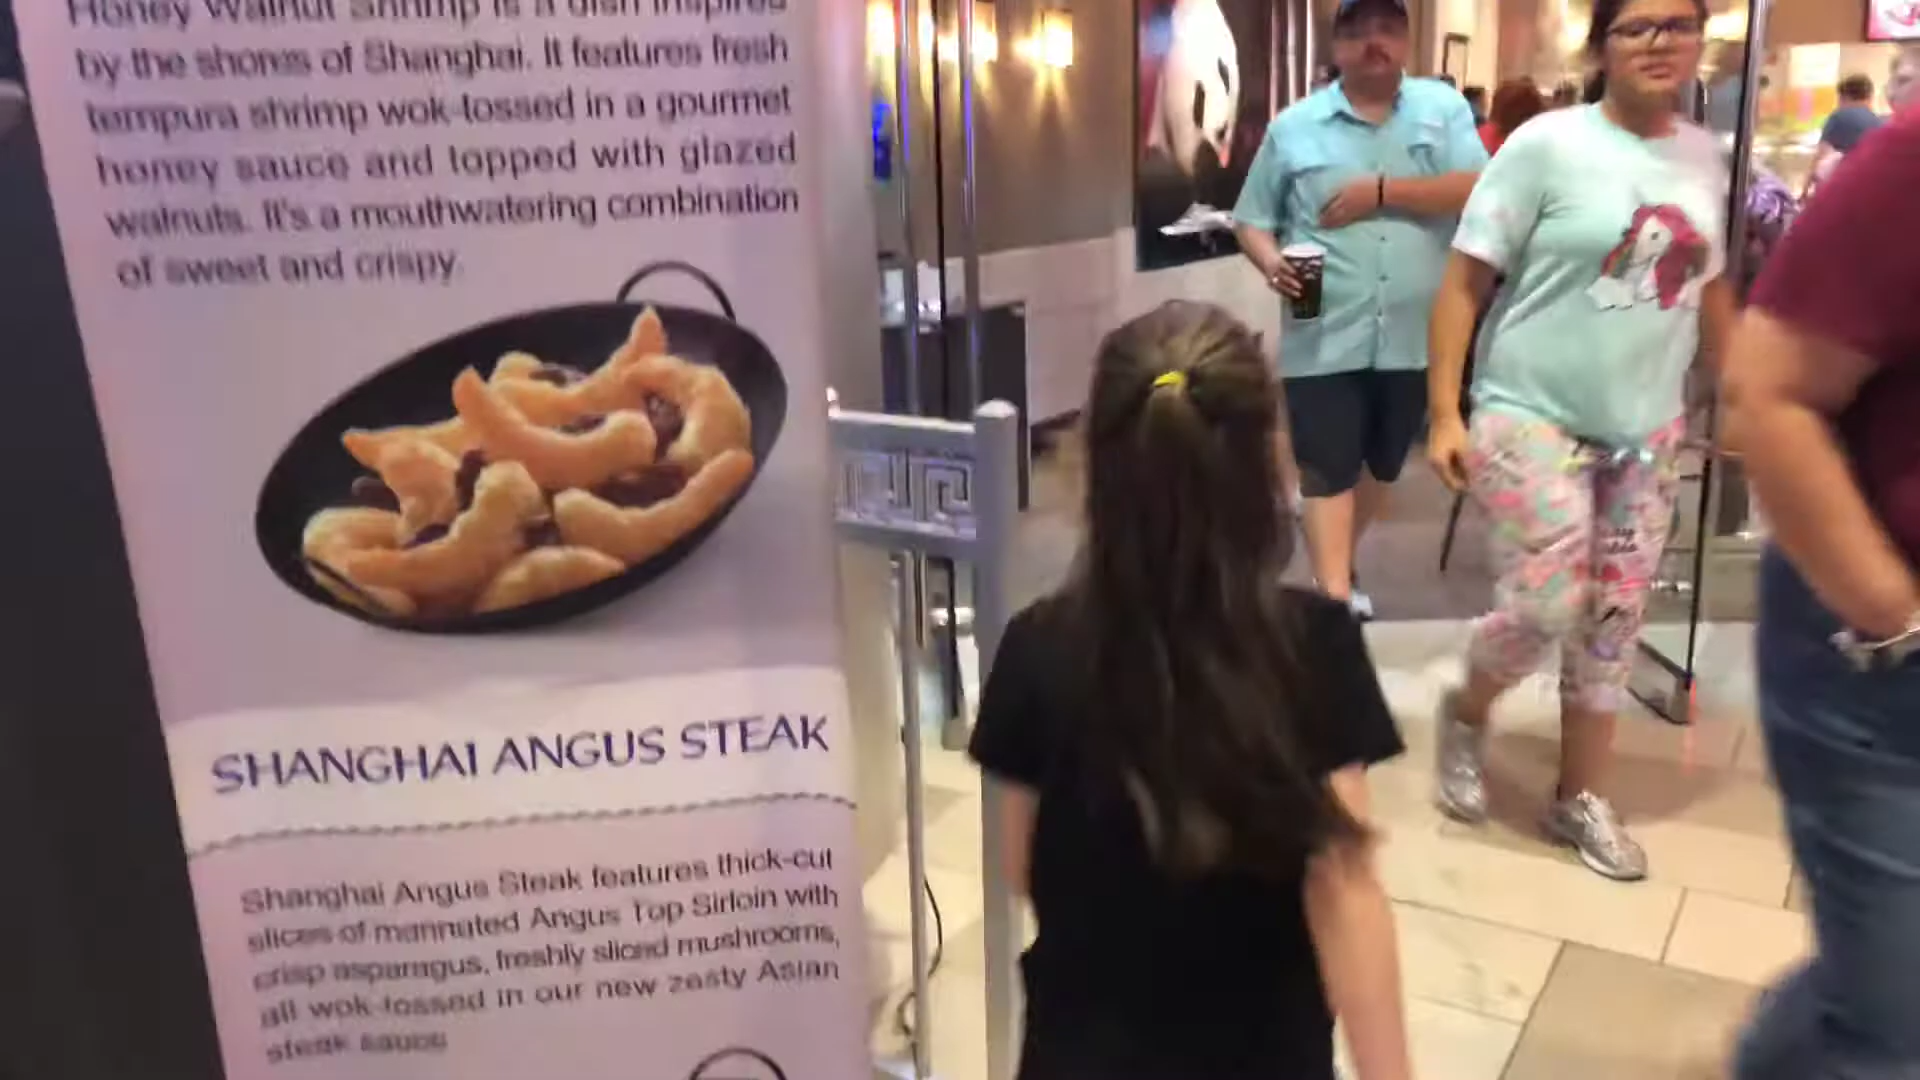 Honey Walnut Shrimp is a dish inspired
by the shores of Shanghai. It features fresh
tempura shrimp wok-tossed in a gourmet
honey sauce and topped with glazed
walnuts. It's a mouthwatering combination
of sweet and crispy.
SHANGHAI ANGUS STEAK
Shanghai Angus Steak features thick-cut
slices of marinated Angus Top Sirloin with
crisp asparagus, freshly sliced mushrooms,
all wok-tossed in our new zesty Asian
steak sauce